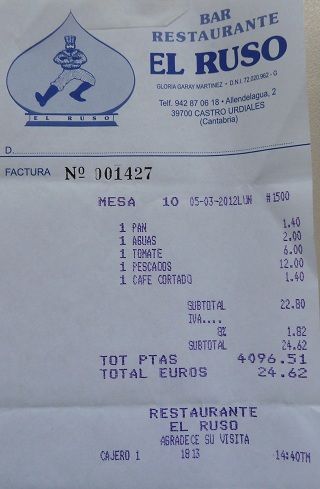 BAR
RESTAURANTE
EL RUSO
GLORIA GARAY MARTINEZ - D.N.I. 72.020.962 - G
Telf. 942 87 06 18 • Allendelagua, 2
39700 CASTRO URDIALES
(Cantabria)
EL RUSO
D.
FACTURA Nº 001427
MESA 10 05-03-2012LUN #1500
1 PAN 1.40
1 AGUAS 2.00
1 TOMATE 6.00
1 PESCADOS 12.00
1 CAFE CORTADO 1.40
SUBTOTAL 22.80
IVA....
8% 1.82
SUBTOTAL 24.62
TOT PTAS 4096.51
TOTAL EUROS 24.62
RESTAURANTE
EL RUSO
AGRADECE SU VISITA
CAJERO 1 1813 14:40TM